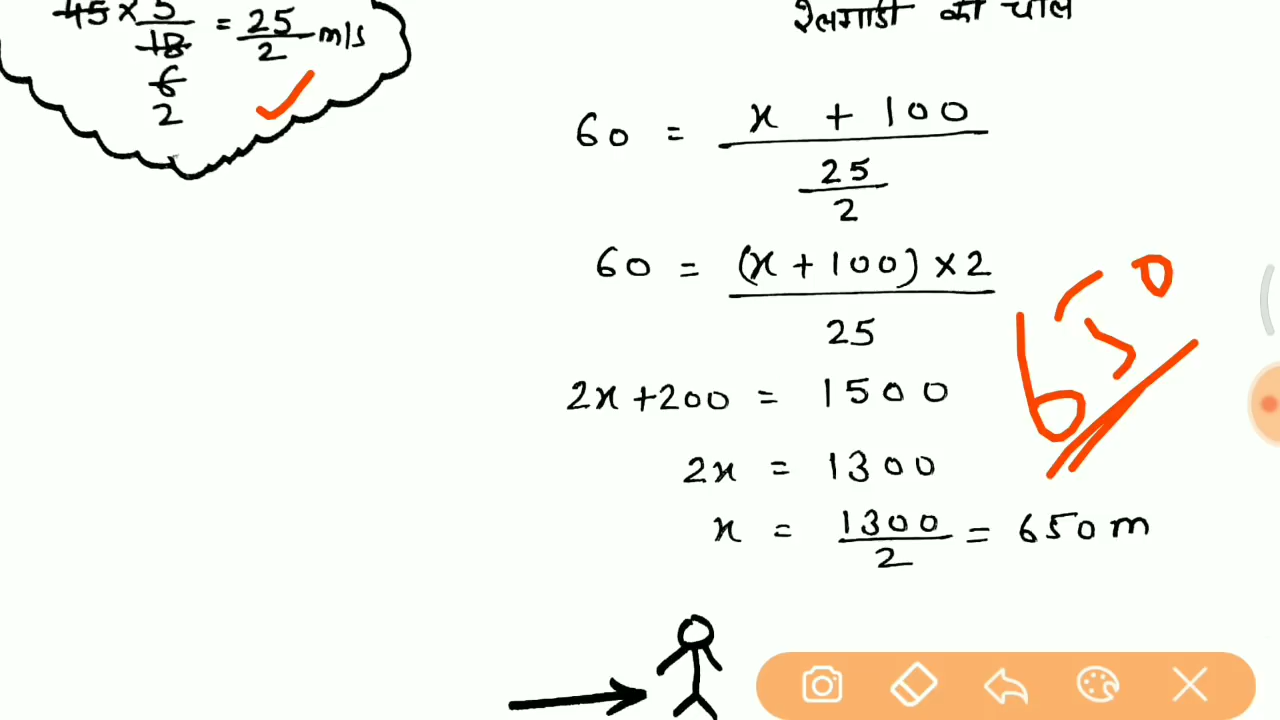 45 × 5/18 = 25/2 m/s
6
2
रेलगाडी की चाल
60 = x + 100 / 25/2
60 = (x + 100) × 2 / 25
650
2x + 200 = 1500
2x = 1300
x = 1300/2 = 650 m